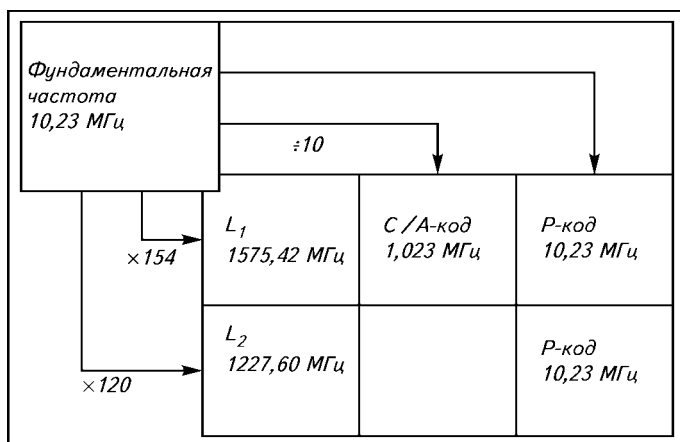 Фундаментальная
частота
10,23 МГц
÷10
×154
×120
L1
1575,42 МГц
C/A-код
1,023 МГц
P-код
10,23 МГц
L2
1227,60 МГц
P-код
10,23 МГц